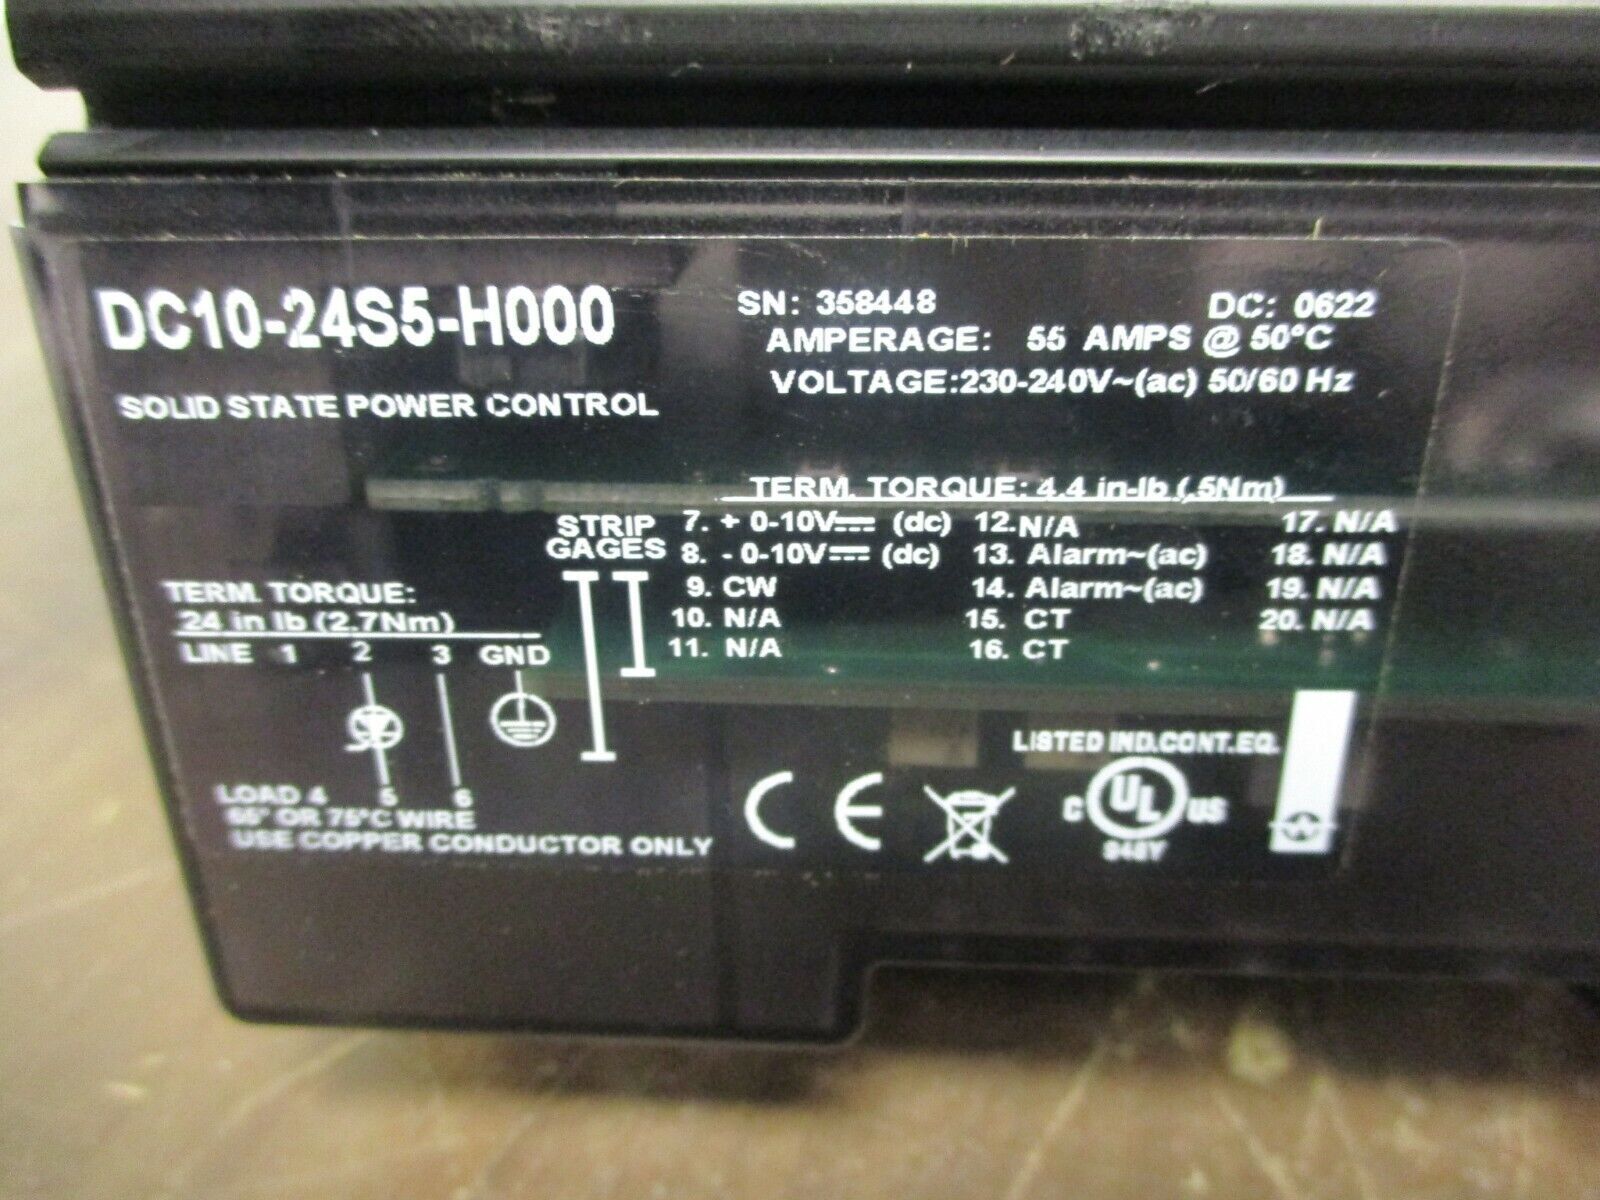 DC10-24S5-H000
SN: 358448 DC: 0622
AMPERAGE: 55 AMPS @ 50°C
VOLTAGE:230-240V~(ac) 50/60 Hz
SOLID STATE POWER CONTROL
TERM. TORQUE: 4.4 in-lb (.5Nm)
STRIP GAGES
7. + 0-10V⎓ (dc) 12. N/A 17. N/A
8. - 0-10V⎓ (dc) 13. Alarm~(ac) 18. N/A
9. CW 14. Alarm~(ac) 19. N/A
10. N/A 15. CT 20. N/A
11. N/A 16. CT
TERM. TORQUE:
24 in lb (2.7Nm)
LINE 1 2 3 GND
LOAD 4 5 6
75°C WIRE
USE COPPER CONDUCTOR ONLY
LISTED IND.CONT.EQ.
CE
C UL US
W